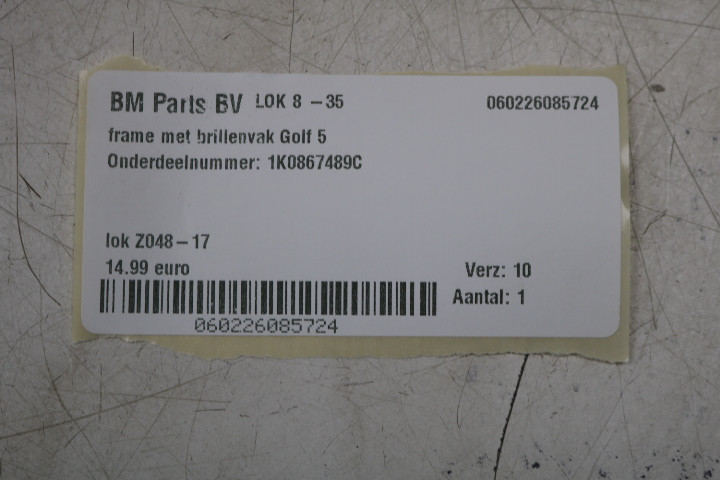 BM Parts BV LOK 8 -35 060226085724
frame met brillenvak Golf 5
Onderdeelnummer: 1K0867489C
lok Z048-17
14.99 euro Verz: 10
Aantal: 1
060226085724